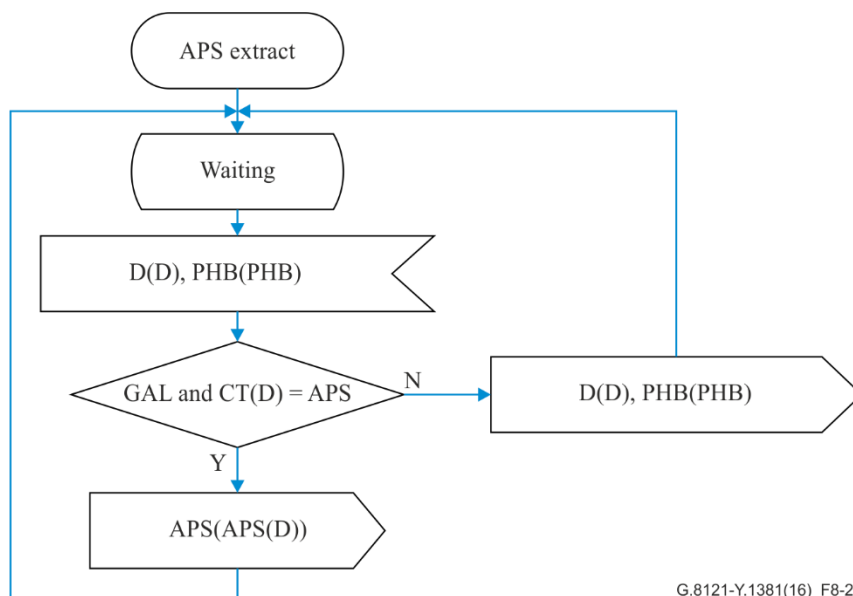 APS extract
Waiting
D(D), PHB(PHB)
GAL and CT(D) = APS
N
D(D), PHB(PHB)
Y
APS(APS(D))
G.8121-Y.1381(16)_F8-2